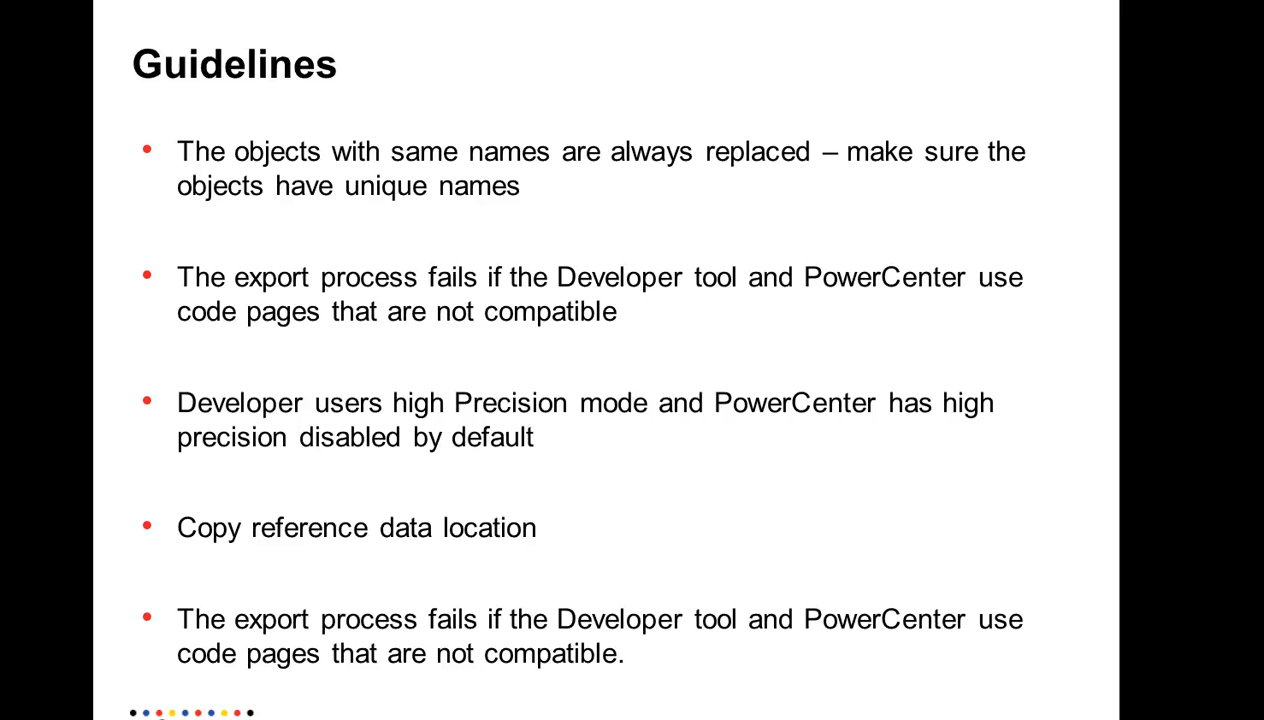 Guidelines
• The objects with same names are always replaced – make sure the
objects have unique names
• The export process fails if the Developer tool and PowerCenter use
code pages that are not compatible
• Developer users high Precision mode and PowerCenter has high
precision disabled by default
• Copy reference data location
• The export process fails if the Developer tool and PowerCenter use
code pages that are not compatible.